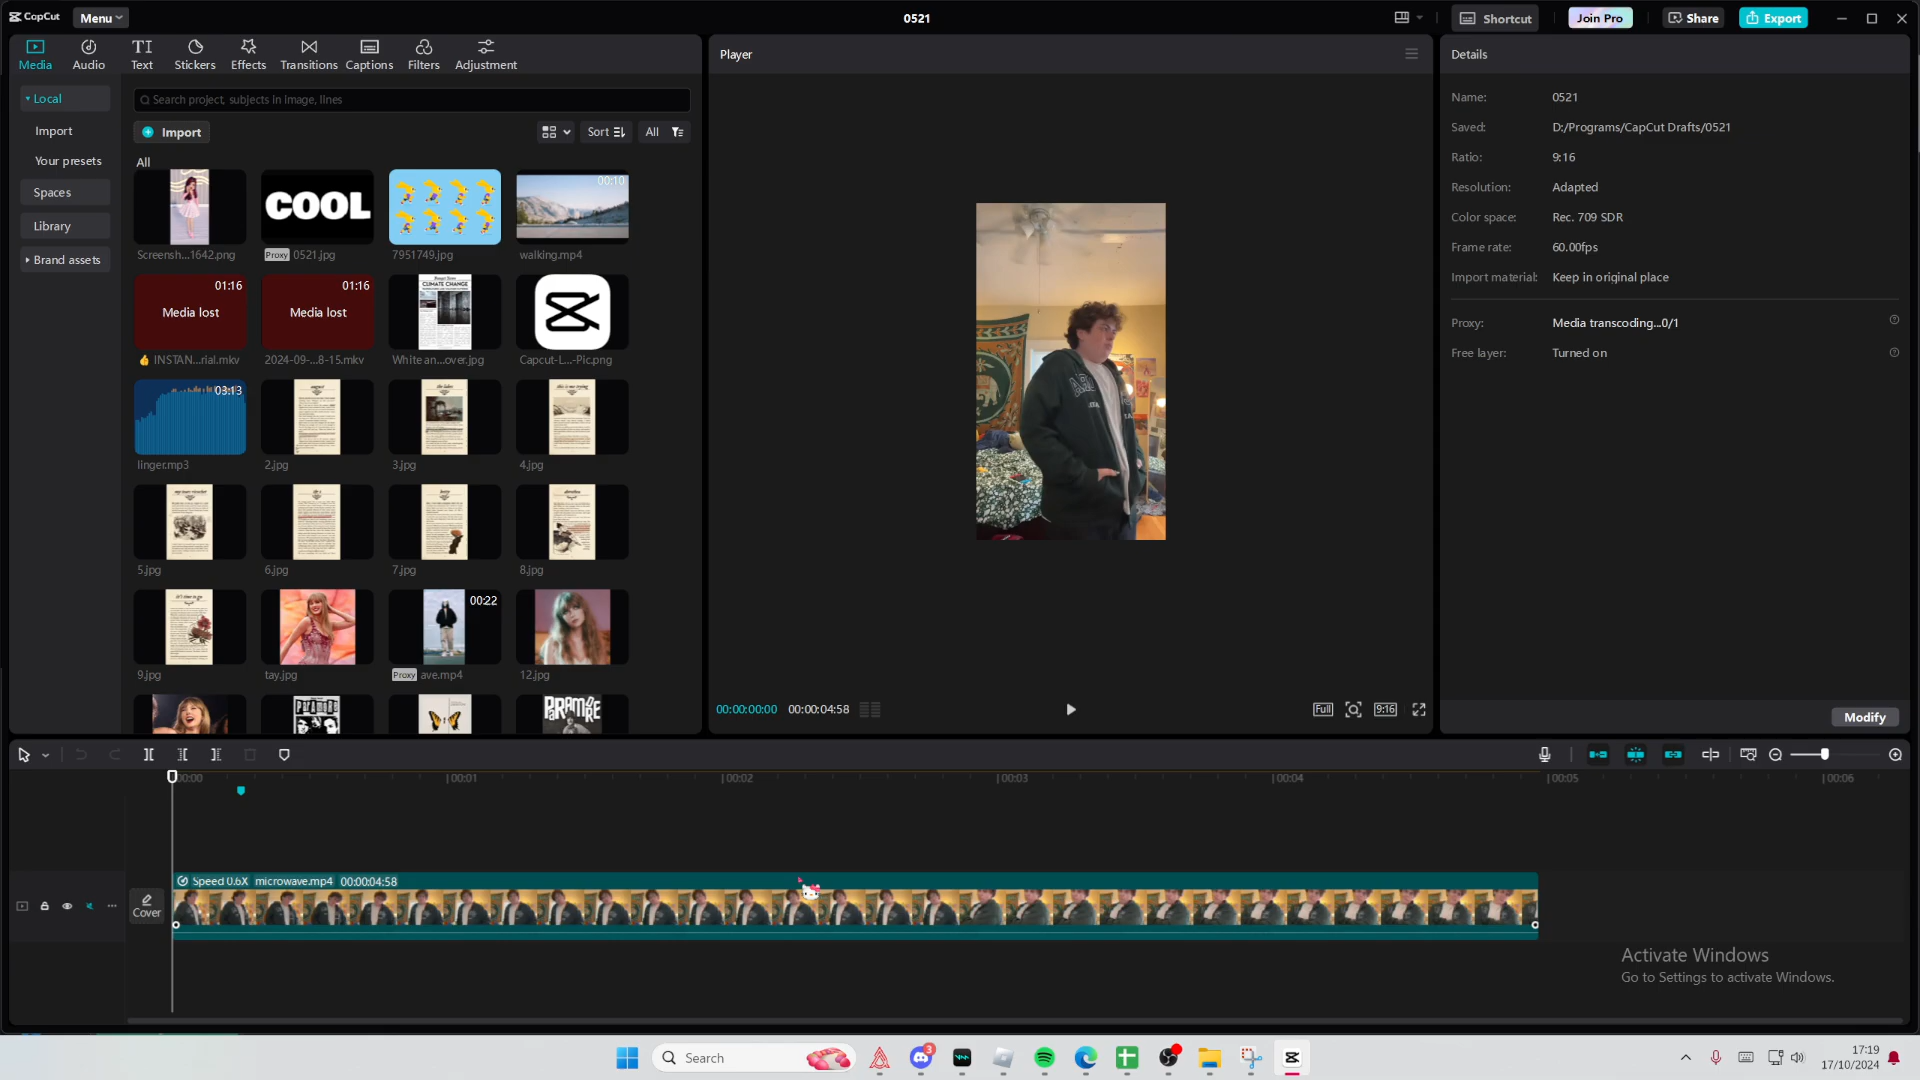 CapCut
Menu
0521
Shortcut
Join Pro
Share
Export
Media
Audio
Text
Stickers
Effects
Transitions
Captions
Filters
Adjustment
Player
Details
Local
Import
Your presets
Spaces
Library
Brand assets
Search project, subjects in image, lines
Import
Sort
All
All
COOL
00:10
Screensh...1642.png
Proxy 0521.jpg
7951749.jpg
walking.mp4
01:16
Media lost
01:16
Media lost
CLIMATE CHANGE
INSTAN...rial.mkv
2024-09-...8-15.mkv
White an...over.jpg
Capcut-L...-Pic.png
03:13
linger.mp3
2.jpg
3.jpg
4.jpg
5.jpg
6.jpg
7.jpg
8.jpg
00:22
9.jpg
tay.jpg
Proxy ave.mp4
12.jpg
PARAMORE
PARAMORE
Name: 0521
Saved: D:/Programs/CapCut Drafts/0521
Ratio: 9:16
Resolution: Adapted
Color space: Rec. 709 SDR
Frame rate: 60.00fps
Import material: Keep in original place
Proxy: Media transcoding...0/1
Free layer: Turned on
Modify
00:00:00:00 00:00:04:58
Full
9:16
00:00 00:01 00:02 00:03 00:04 00:05 00:06
Speed 0.6X microwave.mp4 00:00:04:58
Cover
Activate Windows
Go to Settings to activate Windows.
Search
3
17:19
17/10/2024